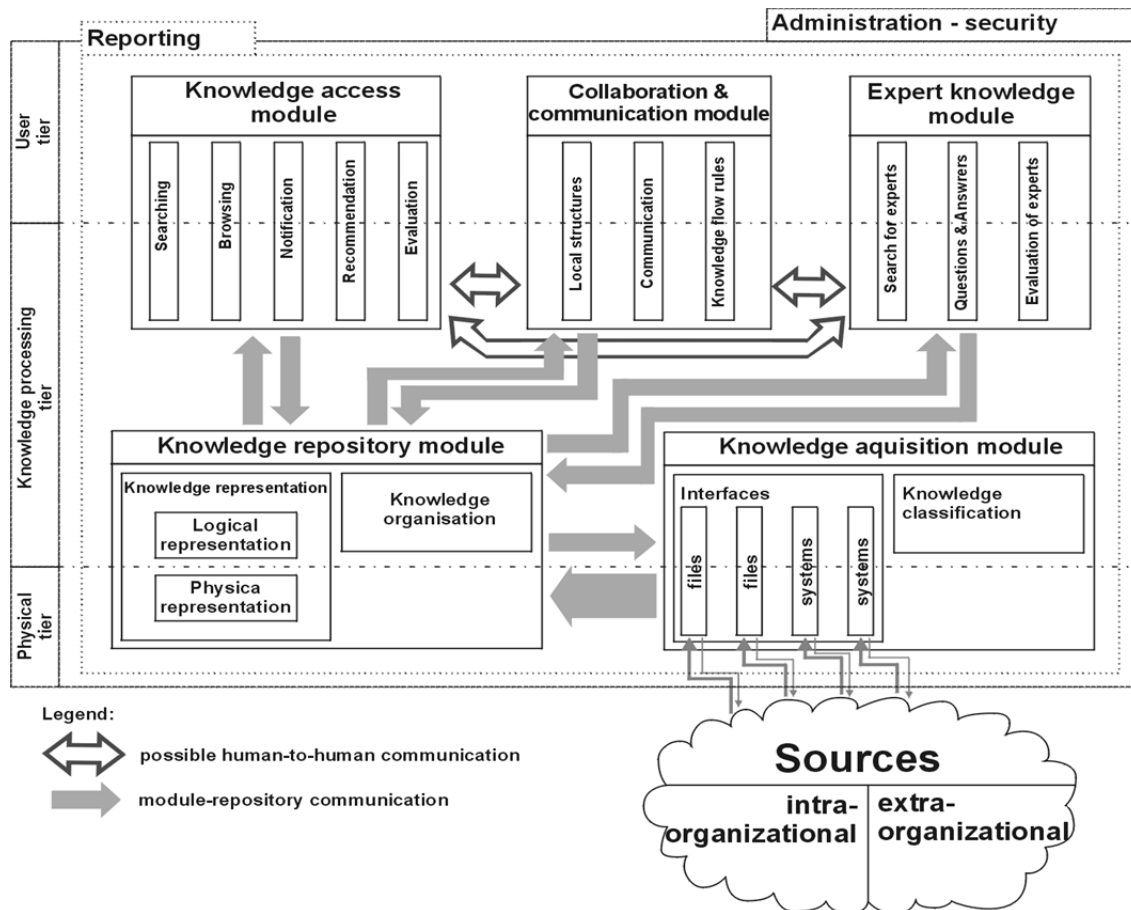 Reporting
Administration - security
User
tier
Knowledge access
module
Searching
Browsing
Notification
Recommendation
Evaluation
Collaboration &
communication module
Local structures
Communication
Knowledge flow rules
Expert knowledge
module
Search for experts
Questions &Answrers
Evaluation of experts
Knowledge processing
tier
Knowledge repository module
Knowledge representation
Logical
representation
Physica
representation
Knowledge
organisation
Knowledge aquisition module
Interfaces
files
files
systems
systems
Knowledge
classification
Physical
tier
Legend:
possible human-to-human communication
module-repository communication
Sources
intra-
organizational
extra-
organizational